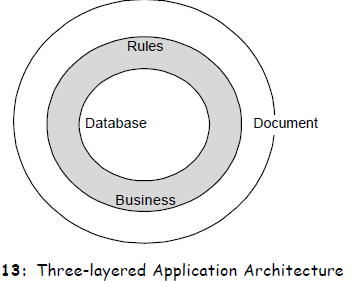 Rules
Database
Document
Business
13: Three-layered Application Architecture